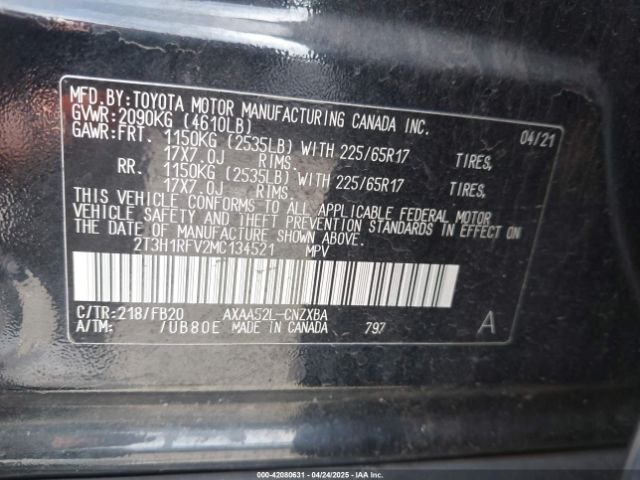 MFD.BY:TOYOTA MOTOR MANUFACTURING CANADA INC.
GVWR:2090KG (4610LB) 04/21
GAWR:FRT. 1150KG (2535LB) WITH 225/65R17 TIRES,
17X7.0J RIMS.
RR. 1150KG (2535LB) WITH 225/65R17 TIRES,
17X7.0J RIMS.
THIS VEHICLE CONFORMS TO ALL APPLICABLE FEDERAL MOTOR
VEHICLE SAFETY AND THEFT PREVENTION STANDARDS IN EFFECT ON
THE DATE OF MANUFACTURE SHOWN ABOVE.
2T3H1RFV2MC134521 MPV
C/TR:218/FB20 AXAA52L-CNZXBA
A/TM: /UB80E MADE IN CANADA 797 A
000-42080631 - 04/24/2025 - IAAI.CA